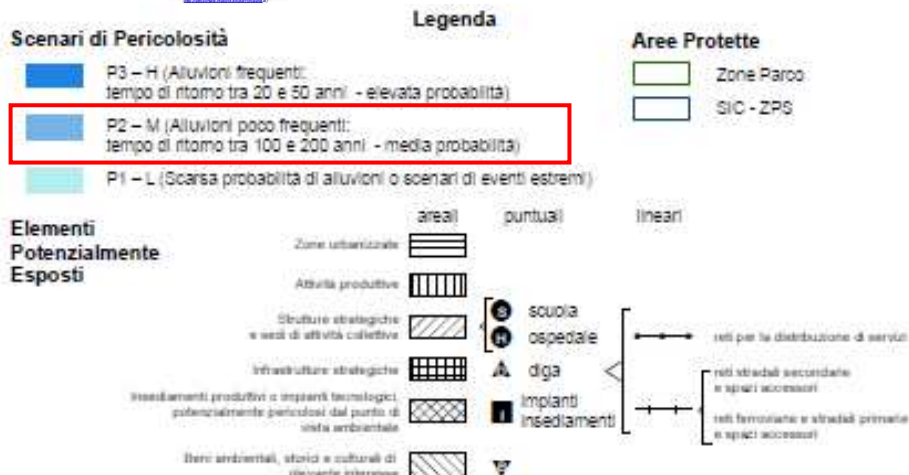 Legenda
Scenari di Pericolosità
P3 – H (Alluvioni frequenti:
tempo di ritorno tra 20 e 50 anni - elevata probabilità)
P2 – M (Alluvioni poco frequenti:
tempo di ritorno tra 100 e 200 anni - media probabilità)
P1 – L (Scarsa probabilità di alluvioni o scenari di eventi estremi)
Aree Protette
Zone Parco
SIC - ZPS
Elementi
Potenzialmente
Esposti
areali puntuali lineari
Zone urbanizzate
Attività produttive
Strutture strategiche
e sedi di attività collettive
Infrastrutture strategiche
Insediamenti produttivi o impianti tecnologici,
potenzialmente pericolosi dal punto di
vista ambientale
Beni ambientali, storici e culturali di
rilevante interesse
S scuola
H ospedale
diga
I Impianti
insediamenti
reti per la distribuzione di servizi
reti stradali secondarie
e spazi accessori
reti ferroviarie e stradali primarie
e spazi accessori